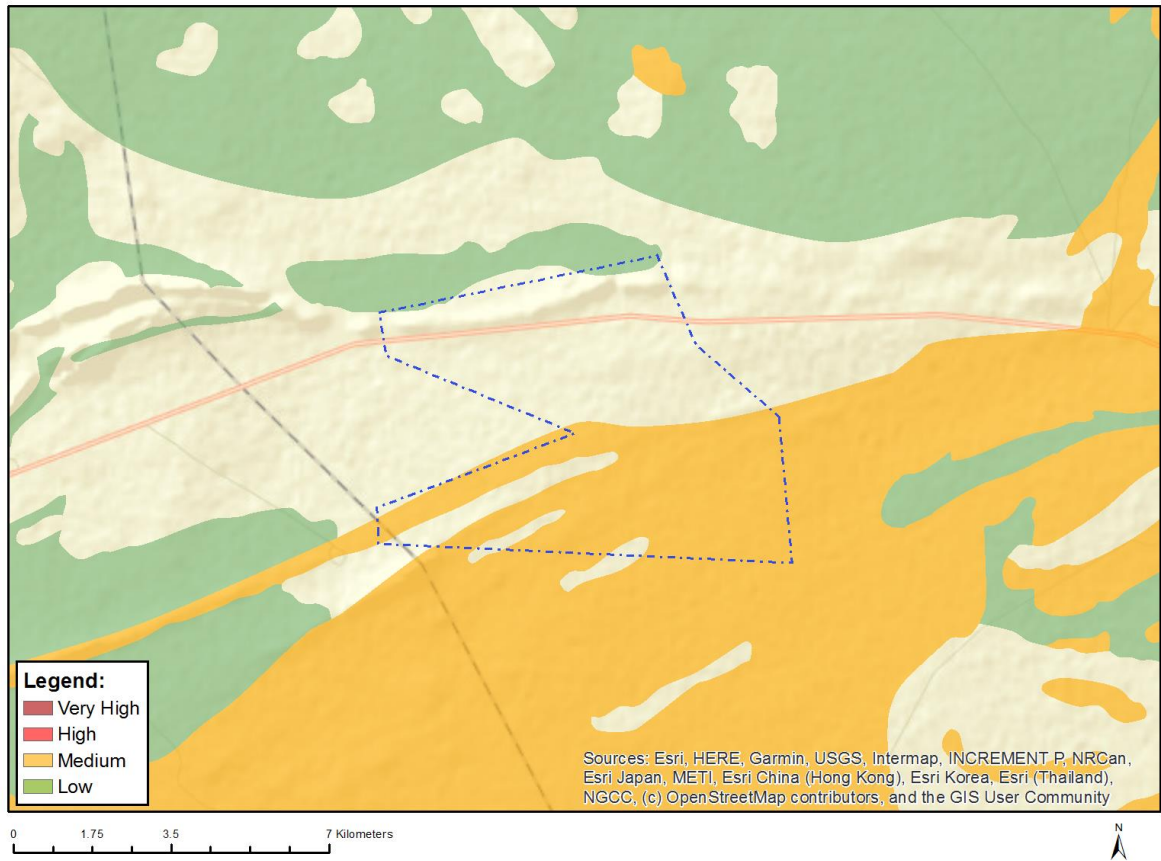 Legend:
Very High
High
Medium
Low
Sources: Esri, HERE, Garmin, USGS, Intermap, INCREMENT P, NRCan,
Esri Japan, METI, Esri China (Hong Kong), Esri Korea, Esri (Thailand),
NGCC, (c) OpenStreetMap contributors, and the GIS User Community
0 1.75 3.5 7 Kilometers
N